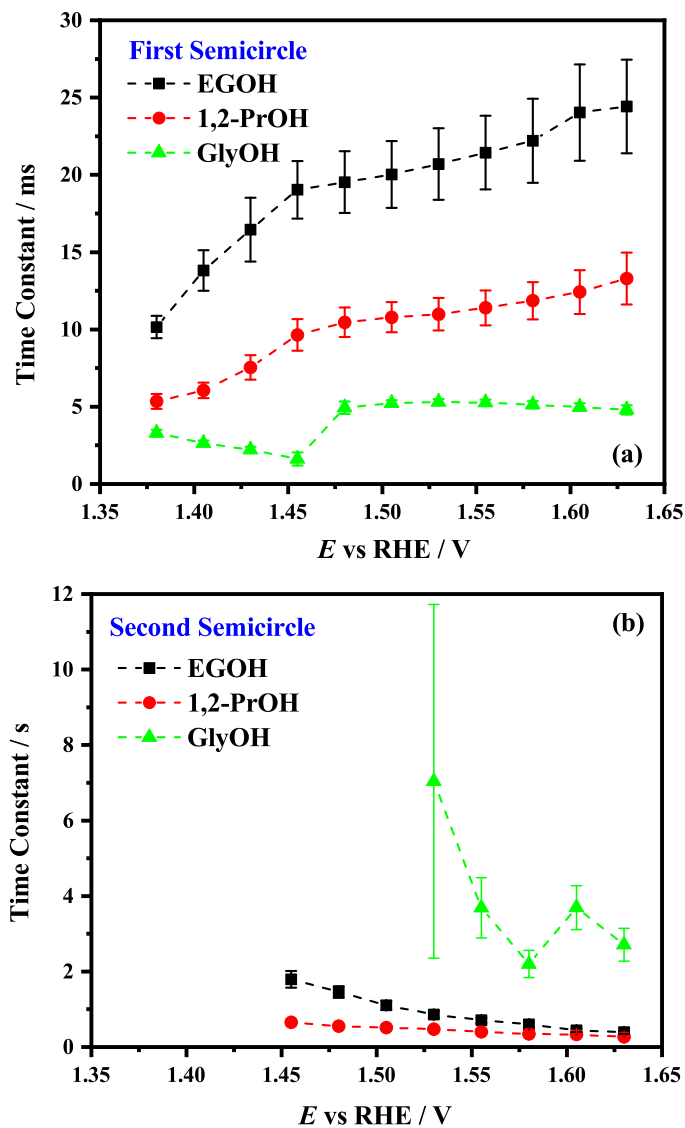 30
First Semicircle
EGOH
25
1,2-PrOH
GlyOH
20
15
10
5
0
Time Constant / ms
(a)
1.35 1.40 1.45 1.50 1.55 1.60 1.65
E vs RHE / V
12
(b)
Second Semicircle
10
EGOH
1,2-PrOH
GlyOH
8
6
4
2
0
Time Constant / s
1.35 1.40 1.45 1.50 1.55 1.60 1.65
E vs RHE / V